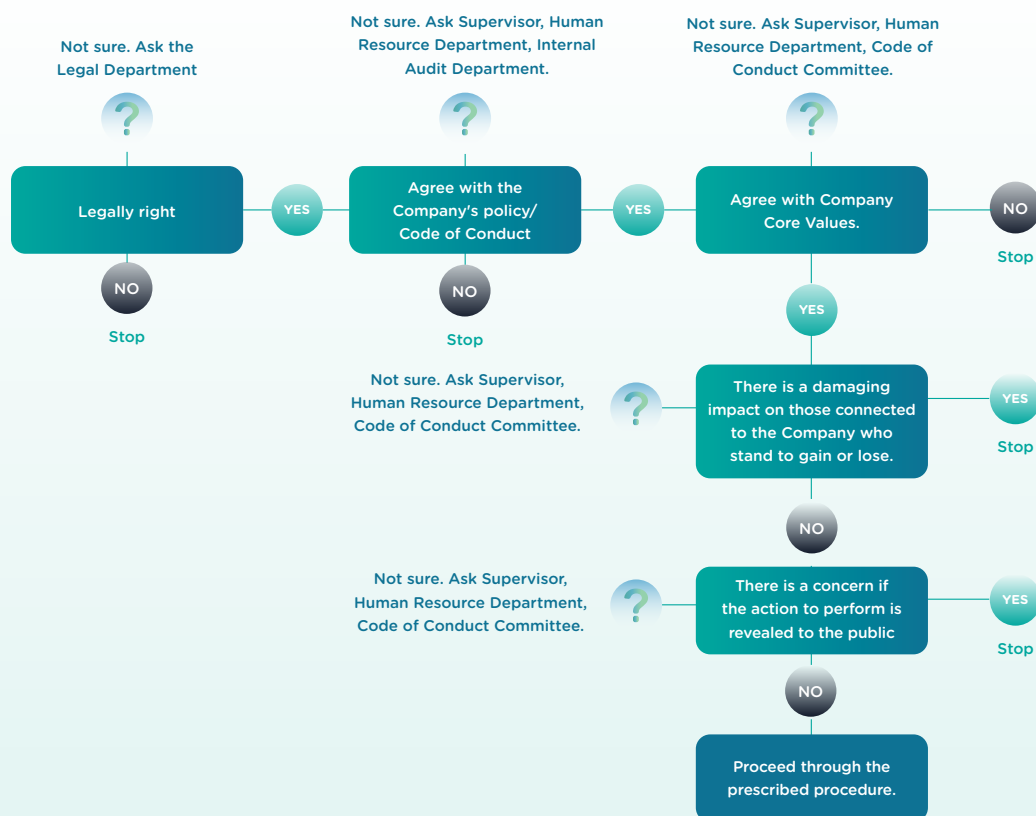 Not sure. Ask the
Legal Department
Not sure. Ask Supervisor, Human
Resource Department, Internal
Audit Department.
Not sure. Ask Supervisor, Human
Resource Department, Code of
Conduct Committee.
?
?
?
Legally right
YES
Agree with the
Company's policy/
Code of Conduct
YES
Agree with Company
Core Values.
NO
Stop
NO
Stop
NO
Stop
YES
Not sure. Ask Supervisor,
Human Resource Department,
Code of Conduct Committee.
?
There is a damaging
impact on those connected
to the Company who
stand to gain or lose.
YES
Stop
NO
Not sure. Ask Supervisor,
Human Resource Department,
Code of Conduct Committee.
?
There is a concern if
the action to perform is
revealed to the public
YES
Stop
NO
Proceed through the
prescribed procedure.